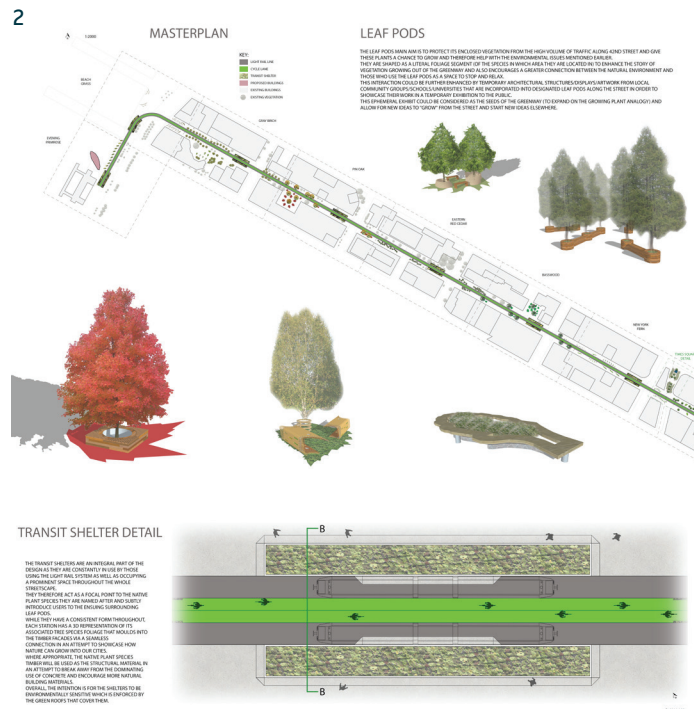 2
MASTERPLAN
LEAF PODS
1:10000
KEY:
LIGHT RAIL LINE
CYCLE LANE
TRANSIT SHELTER
PROPOSED BUILDINGS
EXISTING BUILDINGS
EXISTING VEGETATION
THE LEAF PODS MAIN AIM IS TO PROTECT ITS ENCLOSED VEGETATION FROM THE HIGH VOLUME OF TRAFFIC ALONG 42ND STREET AND GIVE
THESE PLANTS A CHANCE TO GROW AND THEREFORE HELP WITH THE ENVIRONMENTAL ISSUES MENTIONED EARLIER.
THEY ARE SHAPED AS A LITERAL FOLIAGE SEGMENT (OF THE SPECIES IN WHICH AREA THEY ARE LOCATED IN) TO ENHANCE THE STORY OF
VEGETATION GROWING OUT OF THE GREENWAY AND ALSO ENCOURAGES A GREATER CONNECTION BETWEEN THE NATURAL ENVIRONMENT AND
THOSE WHO USE THE LEAF PODS AS A SPACE TO STOP AND RELAX.
THIS INTERACTION COULD BE FURTHER ENHANCED BY TEMPORARY ARCHITECTURAL STRUCTURES/DISPLAYS/ARTWORK FROM LOCAL
COMMUNITY GROUPS/SCHOOLS/UNIVERSITIES THAT ARE INCORPORATED INTO DESIGNATED LEAF PODS ALONG THE STREET IN ORDER TO
SHOWCASE THEIR WORK IN A TEMPORARY EXHIBITION TO THE PUBLIC.
THIS EPHEMERAL EXHIBIT COULD BE CONSIDERED AS THE SEEDS OF THE GREENWAY (TO EXPAND ON THE GROWING PLANT ANALOGY) AND
ALLOW FOR NEW IDEAS TO "GROW" FROM THE STREET AND START NEW IDEAS ELSEWHERE.
BEACH
GRASS
EVENING
PRIMROSE
GRAY BIRCH
PIN OAK
EASTERN
RED CEDAR
BASSWOOD
NEW YORK
FERN
TRANSIT SHELTER DETAIL
THE TRANSIT SHELTERS ARE AN INTEGRAL PART OF THE
DESIGN AS THEY ARE CONSTANTLY IN USE BY THOSE
USING THE LIGHT RAIL SYSTEM AS WELL AS OCCUPYING
A PROMINENT SPACE THROUGHOUT THE WHOLE
STREETSCAPE.
THEY THEREFORE ACT AS A FOCAL POINT TO THE NATIVE
PLANT SPECIES THEY ARE NAMED AFTER AND SUBTLY
INTRODUCE USERS TO THE ENSUING SURROUNDING
LEAF PODS.
WHILE THEY HAVE A CONSISTENT FORM THROUGHOUT,
EACH STATION HAS A 3D REPRESENTATION OF ITS
ASSOCIATED TREE SPECIES FOLIAGE THAT MOULDS INTO
THE TIMBER FACADES VIA A SEAMLESS
CONNECTION IN AN ATTEMPT TO SHOWCASE HOW
NATURE CAN GROW INTO OUR CITIES.
WHERE APPROPRIATE, THE NATIVE PLANT SPECIES
TIMBER WILL BE USED AS THE STRUCTURAL MATERIAL IN
AN ATTEMPT TO BREAK AWAY FROM THE DOMINATING
USE OF CONCRETE AND ENCOURAGE MORE NATURAL
BUILDING MATERIALS.
OVERALL, THE INTENTION IS FOR THE SHELTERS TO BE
ENVIRONMENTALLY SENSITIVE WHICH IS ENFORCED BY
THE GREEN ROOFS THAT COVER THEM.
B
B